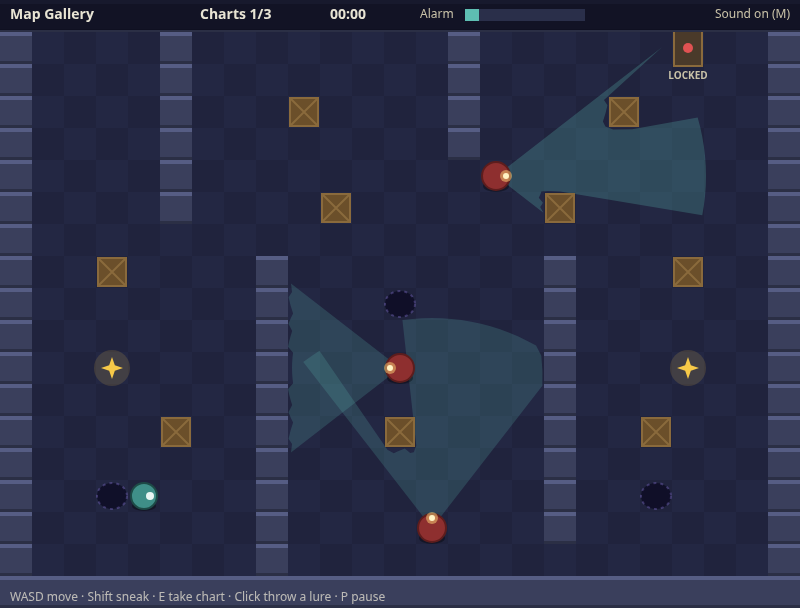 Map Gallery Charts 1/3 00:00 Alarm Sound on (M)
LOCKED
WASD move · Shift sneak · E take chart · Click throw a lure · P pause